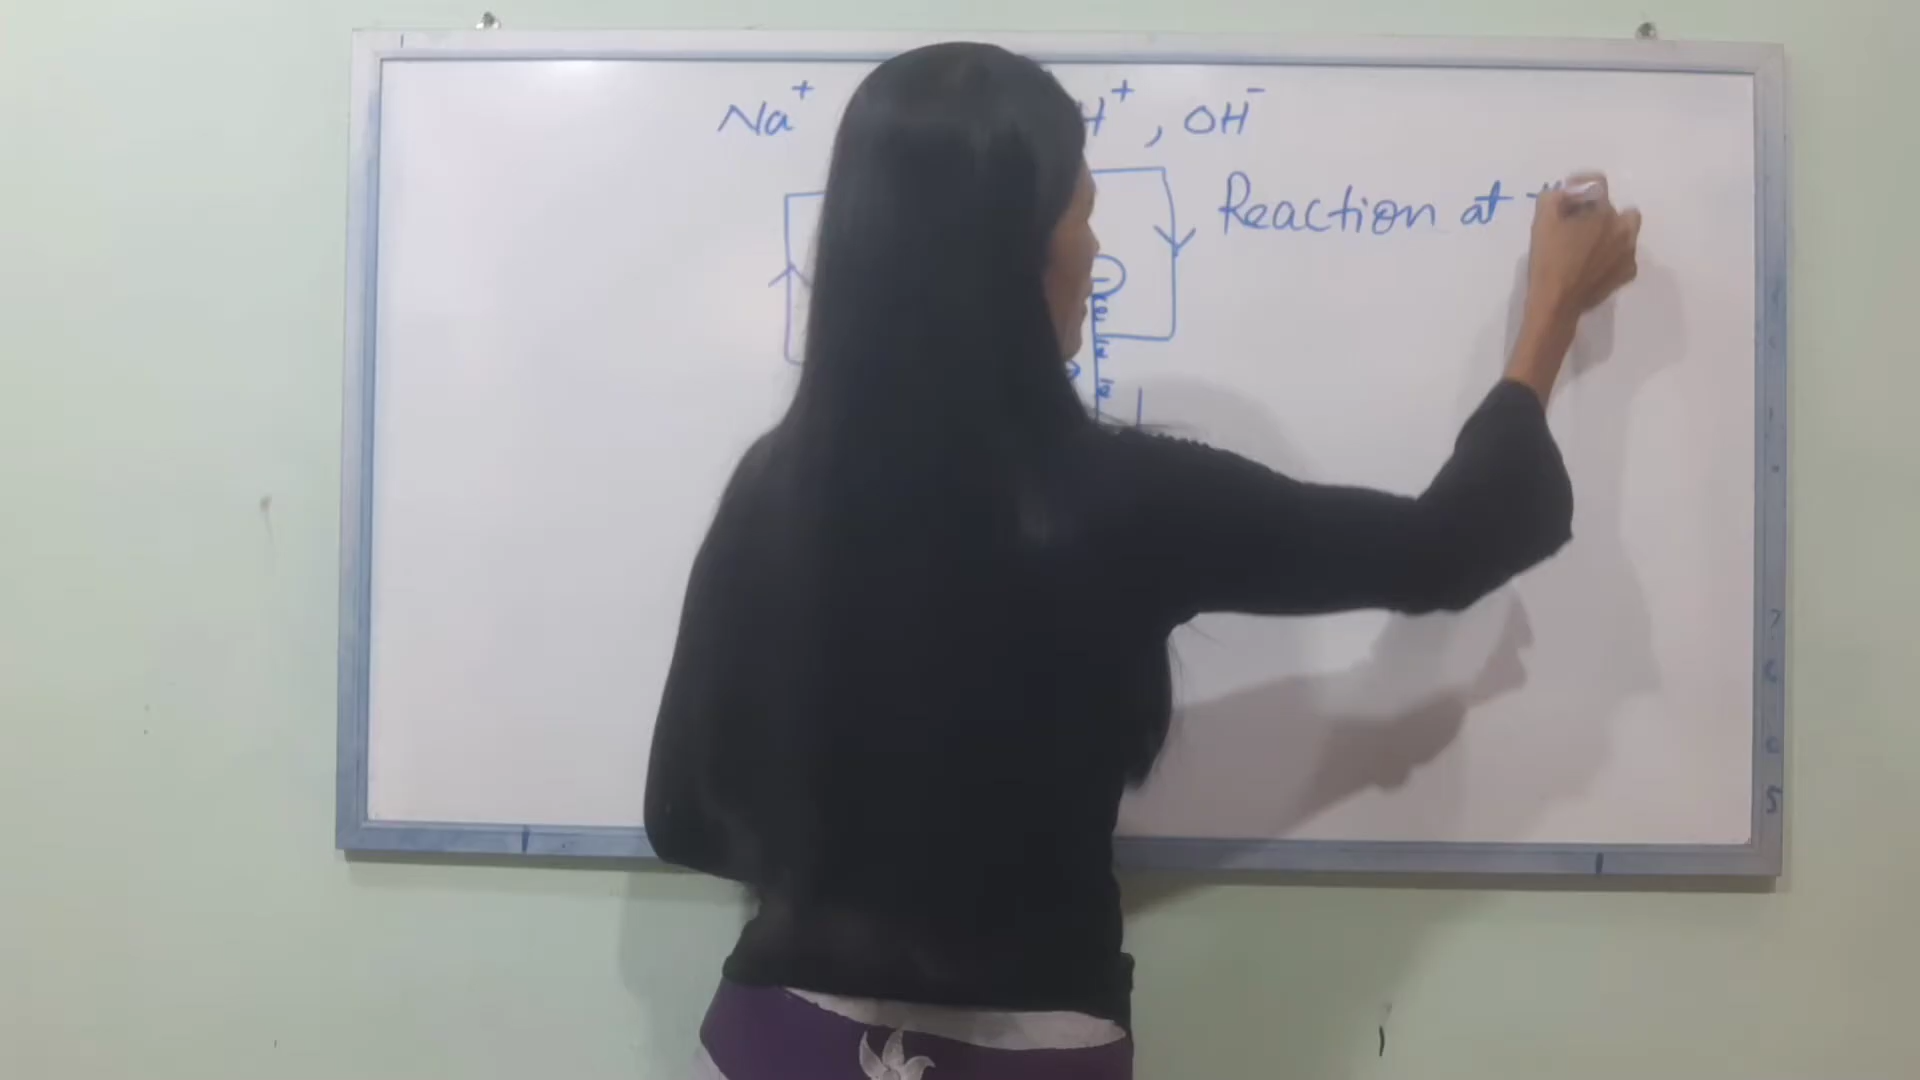 Na⁺ H⁺, OH⁻
Reaction at